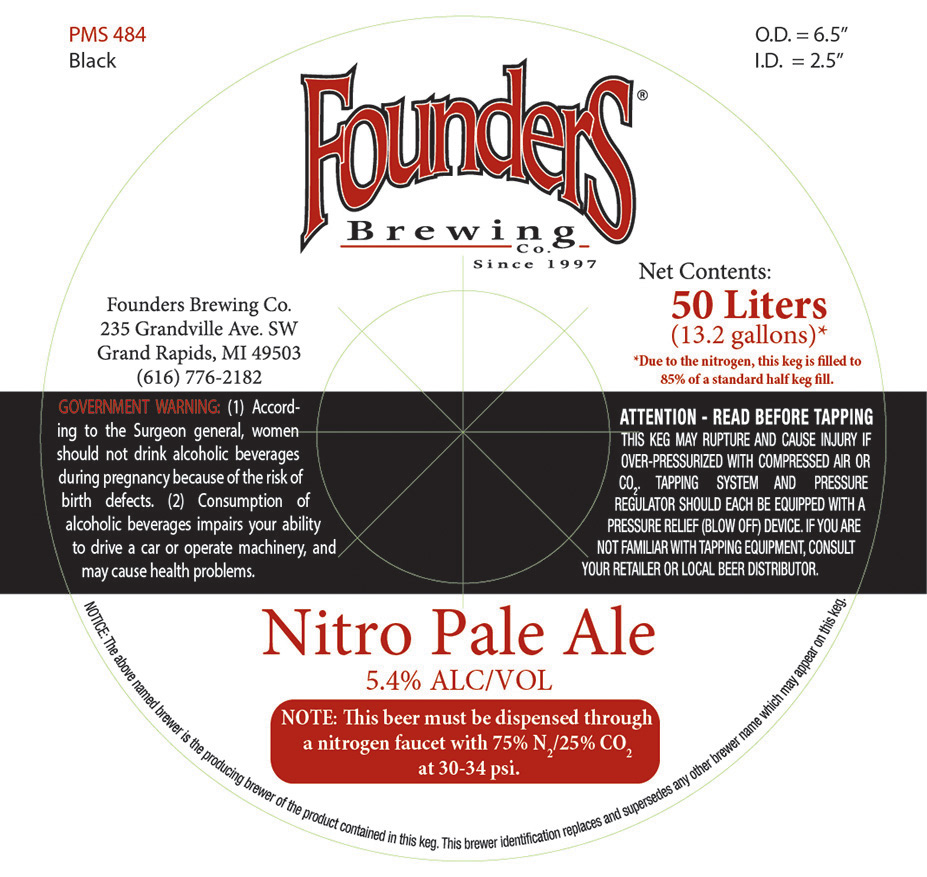 PMS 484
Black
O.D. = 6.5”
I.D. = 2.5”
Founders®
Brewing
Co.
Since 1997
Founders Brewing Co.
235 Grandville Ave. SW
Grand Rapids, MI 49503
(616) 776-2182
Net Contents:
50 Liters
(13.2 gallons)*
*Due to the nitrogen, this keg is filled to
85% of a standard half keg fill.
GOVERNMENT WARNING: (1) Accord-
ing to the Surgeon general, women
should not drink alcoholic beverages
during pregnancy because of the risk of
birth defects. (2) Consumption of
alcoholic beverages impairs your ability
to drive a car or operate machinery, and
may cause health problems.
ATTENTION - READ BEFORE TAPPING
THIS KEG MAY RUPTURE AND CAUSE INJURY IF
OVER-PRESSURIZED WITH COMPRESSED AIR OR
CO₂. TAPPING SYSTEM AND PRESSURE
REGULATOR SHOULD EACH BE EQUIPPED WITH A
PRESSURE RELIEF (BLOW OFF) DEVICE. IF YOU ARE
NOT FAMILIAR WITH TAPPING EQUIPMENT, CONSULT
YOUR RETAILER OR LOCAL BEER DISTRIBUTOR.
Nitro Pale Ale
5.4% ALC/VOL
NOTE: This beer must be dispensed through
a nitrogen faucet with 75% N₂/25% CO₂
at 30-34 psi.
NOTICE: The above named brewer is the producing brewer of the product contained in this keg. This brewer identification replaces and supersedes any other brewer name which may appear on this keg.